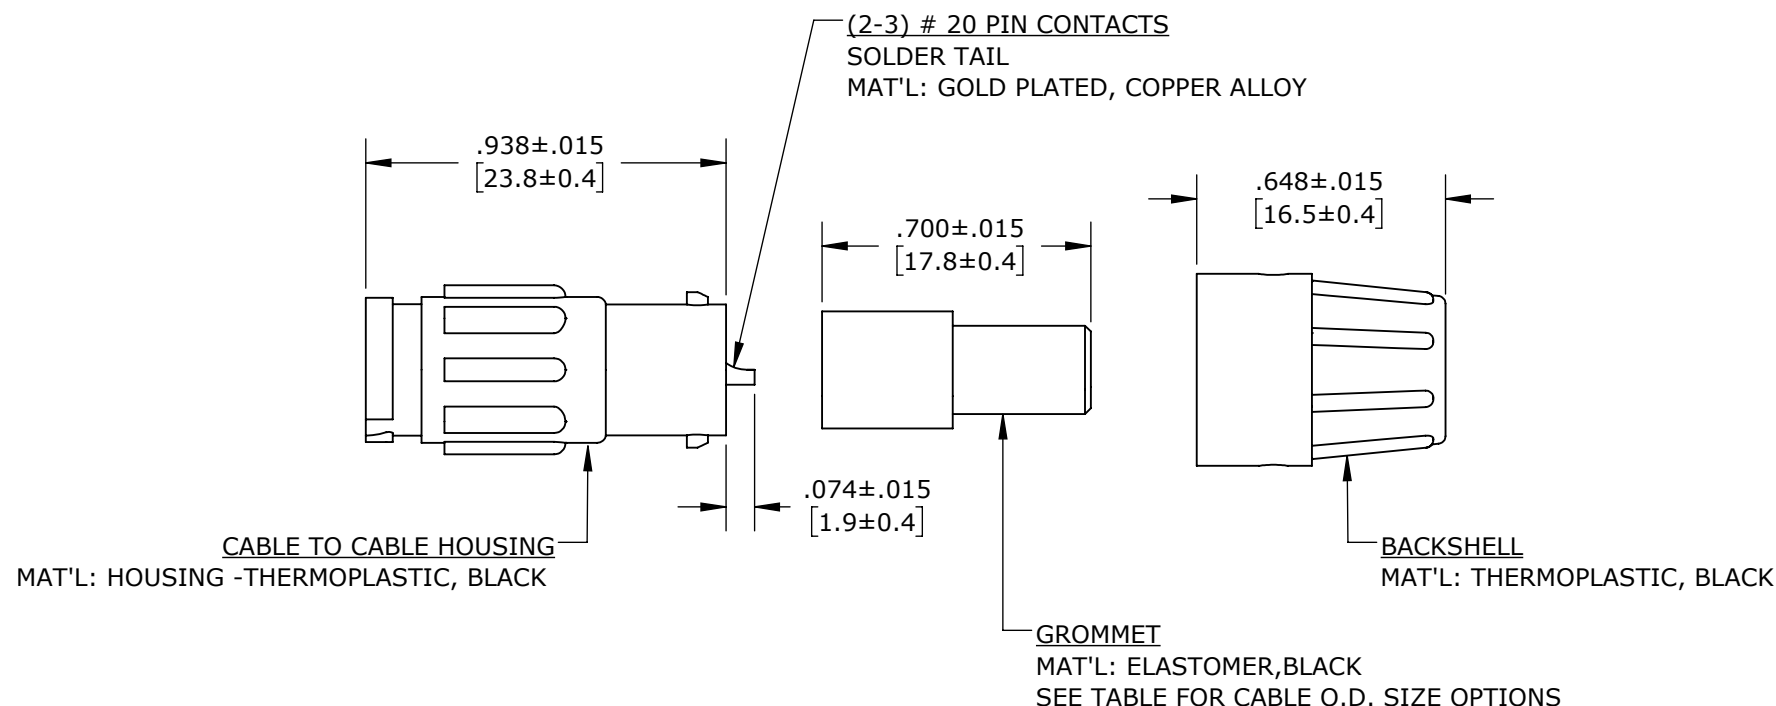 (2-3) # 20 PIN CONTACTS
SOLDER TAIL
MAT'L: GOLD PLATED, COPPER ALLOY
.938±.015
[23.8±0.4]
.648±.015
[16.5±0.4]
.700±.015
[17.8±0.4]
.074±.015
[1.9±0.4]
CABLE TO CABLE HOUSING
MAT'L: HOUSING -THERMOPLASTIC, BLACK
BACKSHELL
MAT'L: THERMOPLASTIC, BLACK
GROMMET
MAT'L: ELASTOMER,BLACK
SEE TABLE FOR CABLE O.D. SIZE OPTIONS